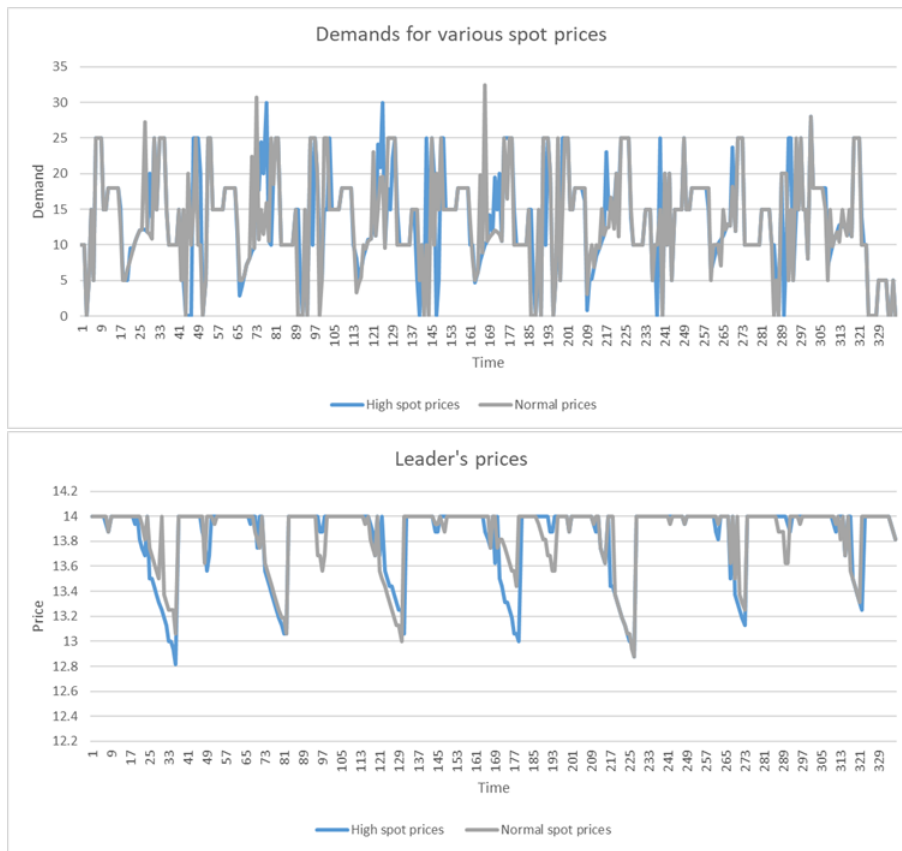 Demands for various spot prices
35
30
25
20
15
10
5
0
Demand
1 9 17 25 33 41 49 57 65 73 81 89 97 105 113 121 129 137 145 153 161 169 177 185 193 201 209 217 225 233 241 249 257 265 273 281 289 297 305 313 321 329
Time
High spot prices Normal prices
Leader's prices
14.2
14
13.8
13.6
13.4
13.2
13
12.8
12.6
12.4
12.2
Price
1 9 17 25 33 41 49 57 65 73 81 89 97 105 113 121 129 137 145 153 161 169 177 185 193 201 209 217 225 233 241 249 257 265 273 281 289 297 305 313 321 329
Time
High spot prices Normal spot prices